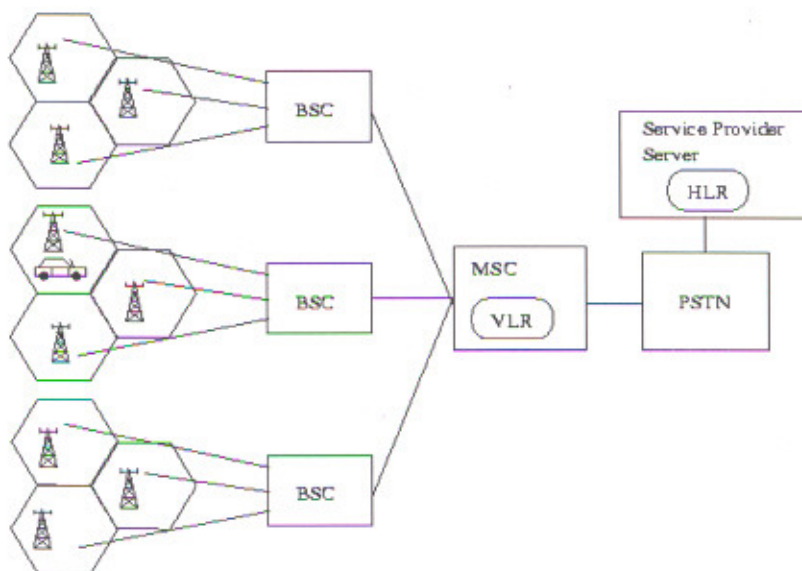 BSC
Service Provider
Server
HLR
BSC
MSC
VLR
PSTN
BSC